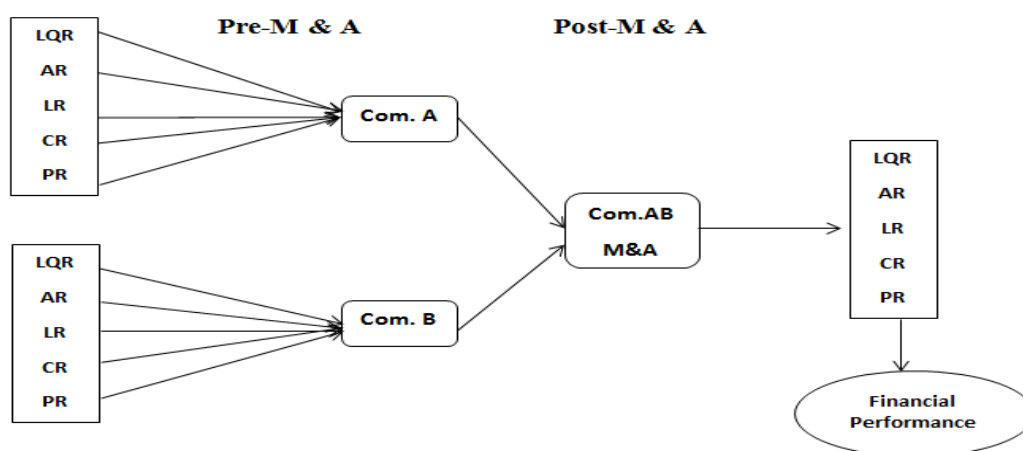 Pre-M & A
Post-M & A
LQR
AR
LR
CR
PR
Com. A
LQR
AR
LR
CR
PR
Com. B
Com.AB
M&A
LQR
AR
LR
CR
PR
Financial
Performance